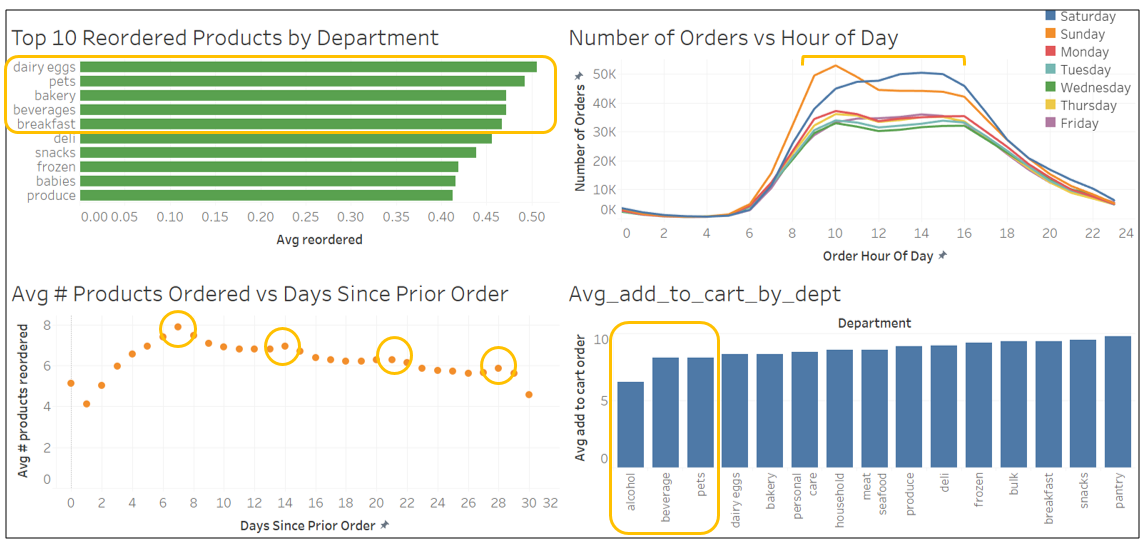 Top 10 Reordered Products by Department
dairy eggs
pets
bakery
beverages
breakfast
deli
snacks
frozen
babies
produce
0.00 0.05 0.10 0.15 0.20 0.25 0.30 0.35 0.40 0.45 0.50
Avg reordered
Number of Orders vs Hour of Day
Saturday
Sunday
Monday
Tuesday
Wednesday
Thursday
Friday
Number of Orders
50K
40K
30K
20K
10K
0K
0 2 4 6 8 10 12 14 16 18 20 22 24
Order Hour Of Day
Avg # Products Ordered vs Days Since Prior Order
Avg # products reordered
8
6
4
2
0
0 2 4 6 8 10 12 14 16 18 20 22 24 26 28 30 32
Days Since Prior Order
Avg_add_to_cart_by_dept
Department
Avg add to cart order
10
5
0
alcohol
beverage
pets
dairy eggs
bakery
personal
care
household
meat
seafood
produce
deli
frozen
bulk
breakfast
snacks
pantry